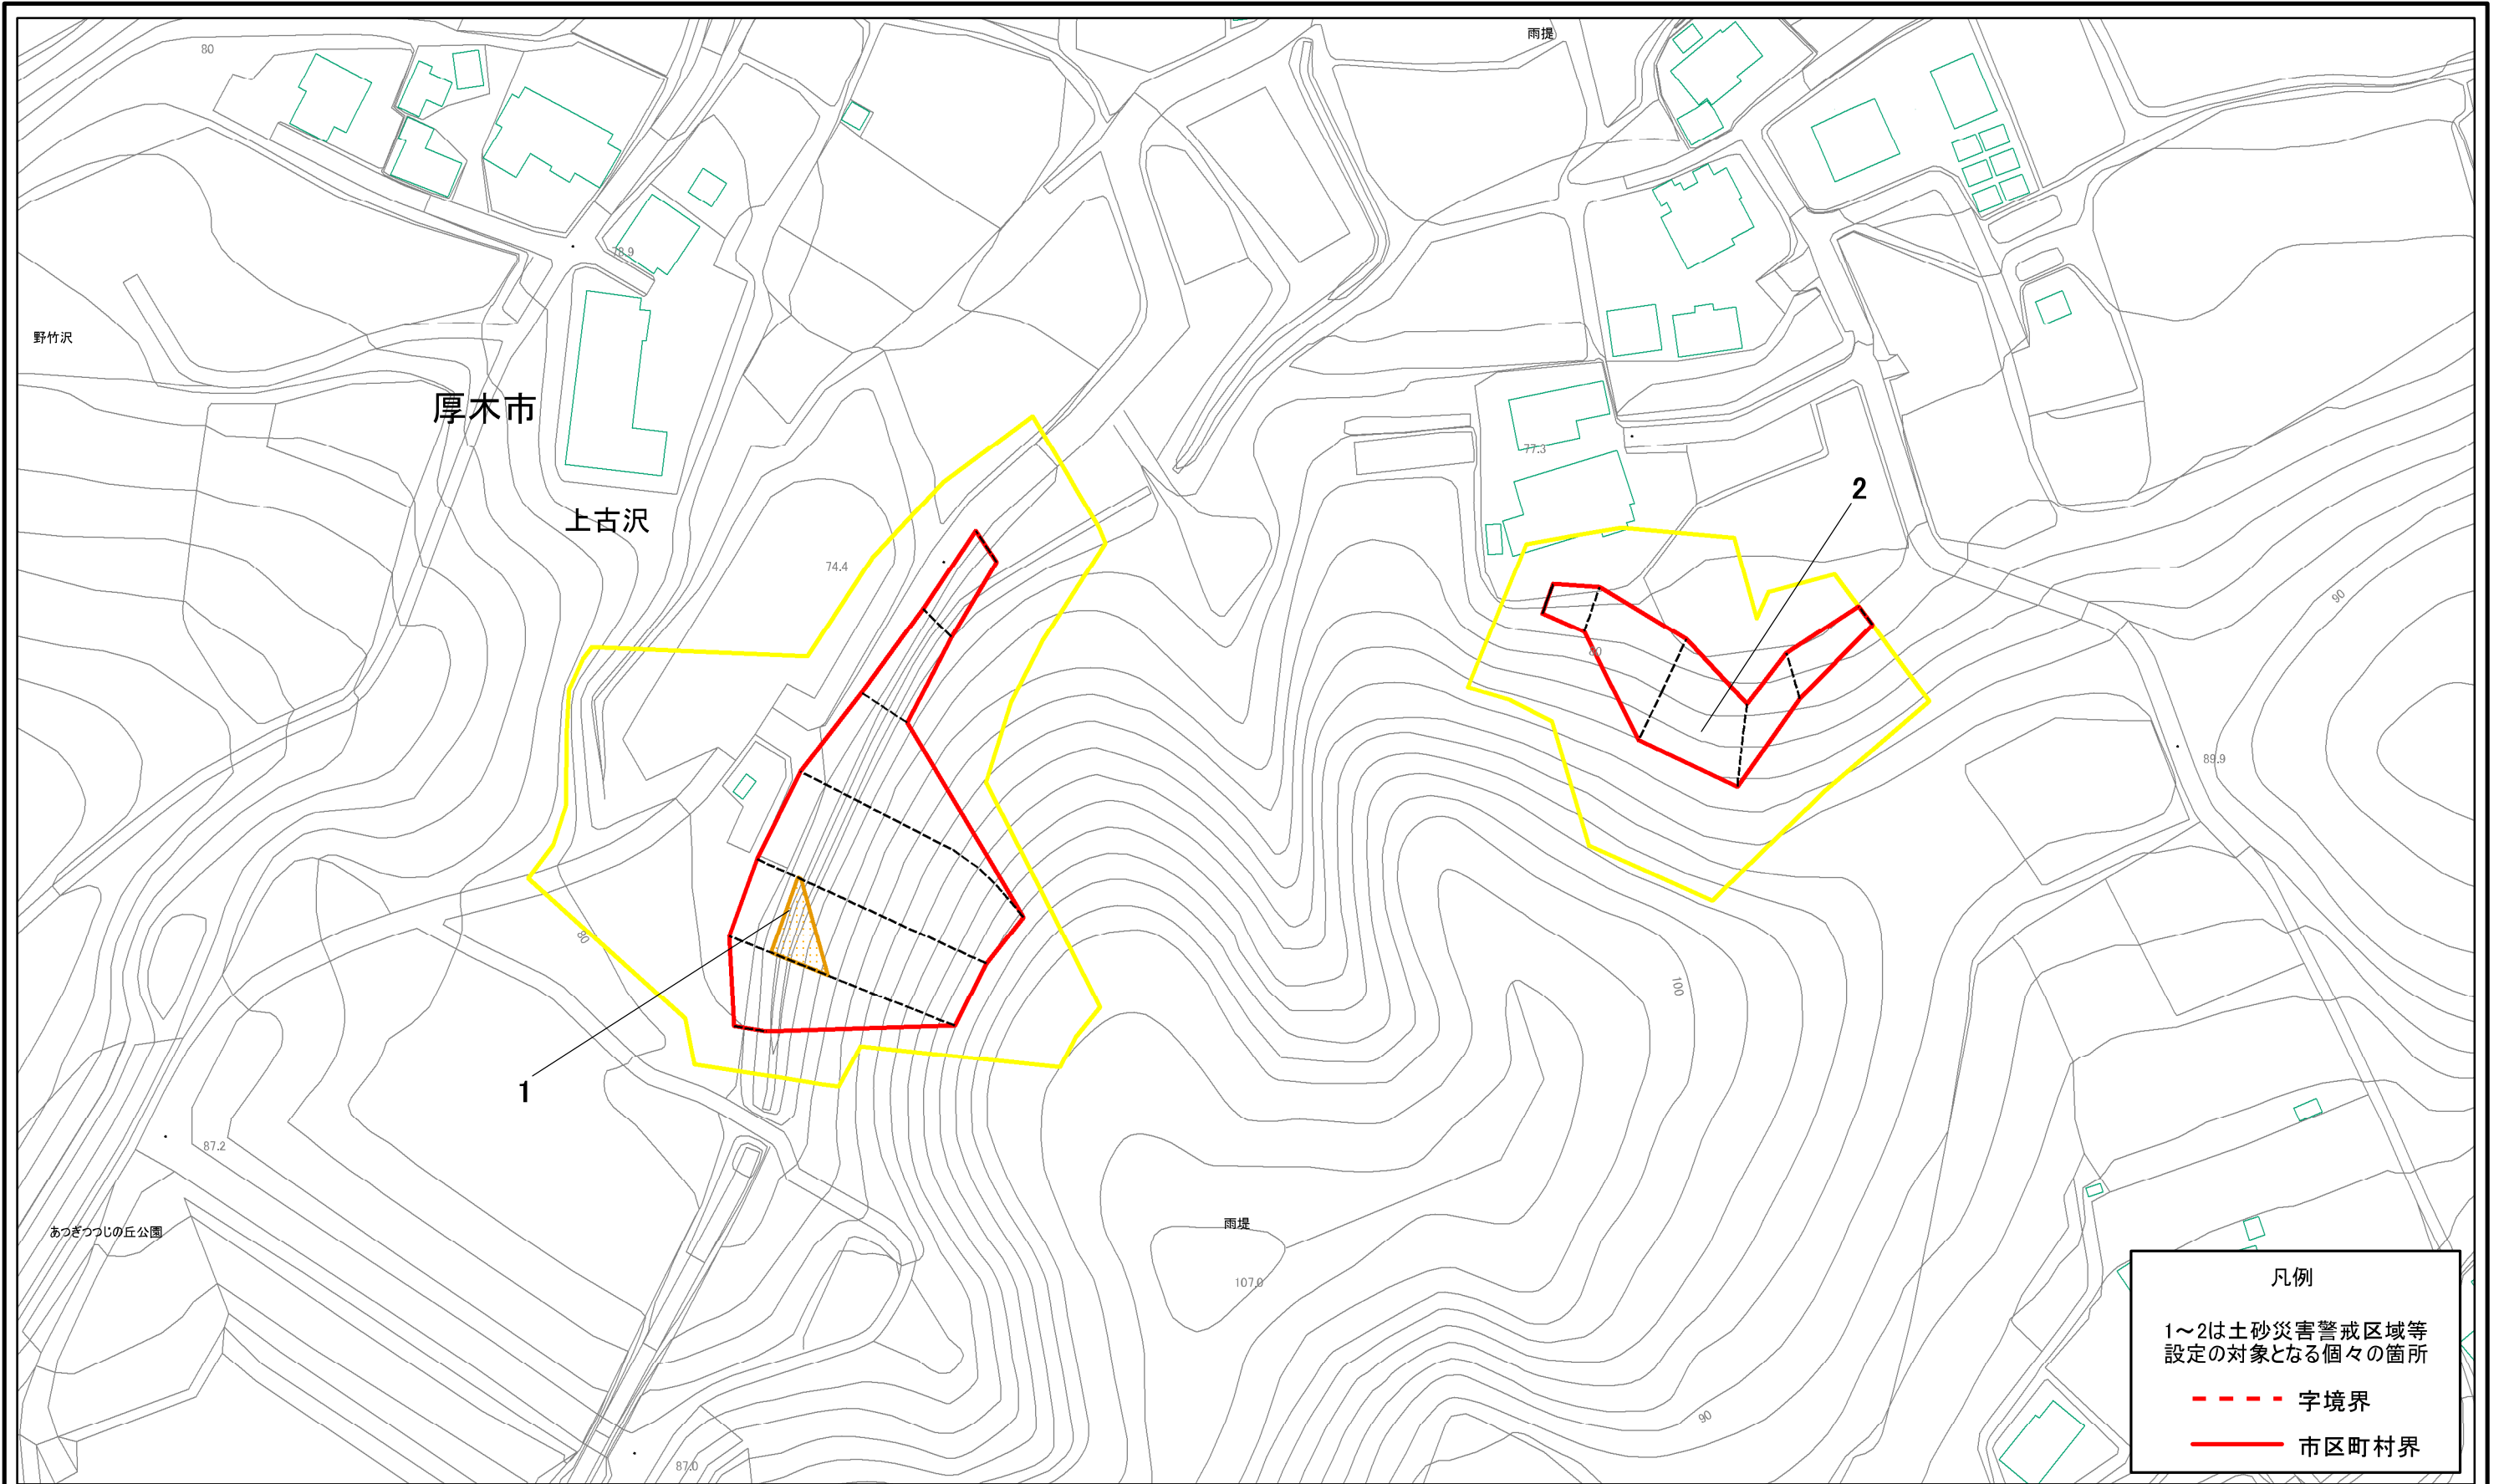 80
雨提
78.9
野竹沢
厚木市
77.3
2
上古沢
74.4
90
80
89.9
80
100
1
87.2
雨堤
あつぎつつじの丘公園
107.0
凡例
1～2は土砂災害警戒区域等
設定の対象となる個々の箇所
字境界
市区町村界
90
87.0